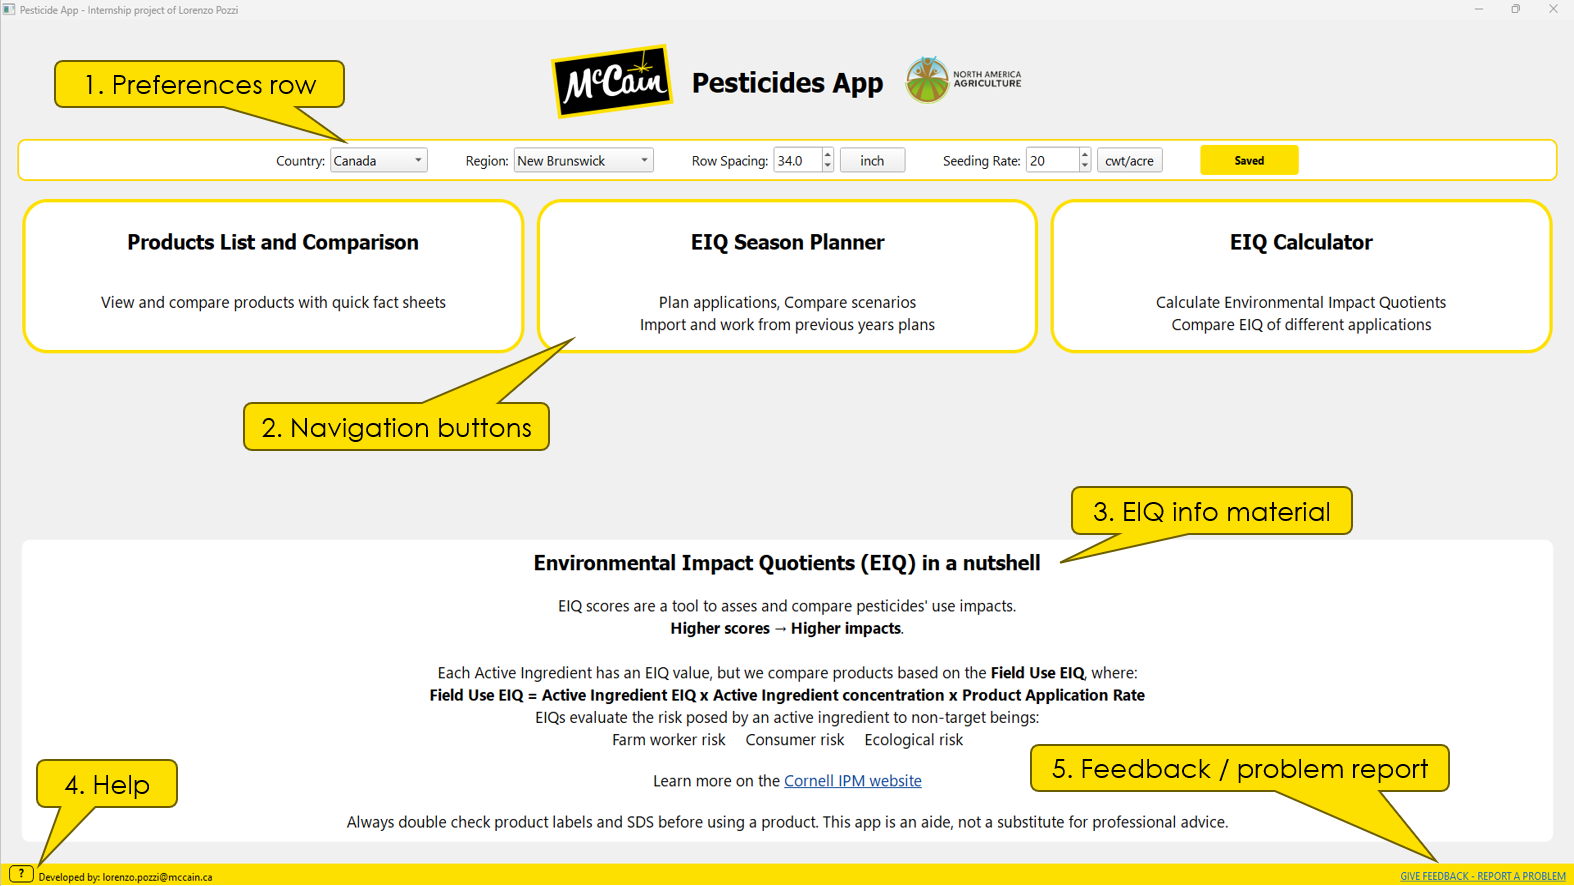 Pesticide App - Internship project of Lorenzo Pozzi
1. Preferences row
McCain
Pesticides App
NORTH AMERICA
AGRICULTURE
Country: Canada Region: New Brunswick Row Spacing: 34.0 inch Seeding Rate: 20 cwt/acre Saved
Products List and Comparison
View and compare products with quick fact sheets
EIQ Season Planner
Plan applications, Compare scenarios
Import and work from previous years plans
EIQ Calculator
Calculate Environmental Impact Quotients
Compare EIQ of different applications
2. Navigation buttons
3. EIQ info material
Environmental Impact Quotients (EIQ) in a nutshell
EIQ scores are a tool to asses and compare pesticides' use impacts.
Higher scores → Higher impacts.
Each Active Ingredient has an EIQ value, but we compare products based on the Field Use EIQ, where:
Field Use EIQ = Active Ingredient EIQ x Active Ingredient concentration x Product Application Rate
EIQs evaluate the risk posed by an active ingredient to non-target beings:
Farm worker risk Consumer risk Ecological risk
Learn more on the Cornell IPM website
Always double check product labels and SDS before using a product. This app is an aide, not a substitute for professional advice.
4. Help
5. Feedback / problem report
? Developed by: lorenzo.pozzi@mccain.ca
GIVE FEEDBACK - REPORT A PROBLEM